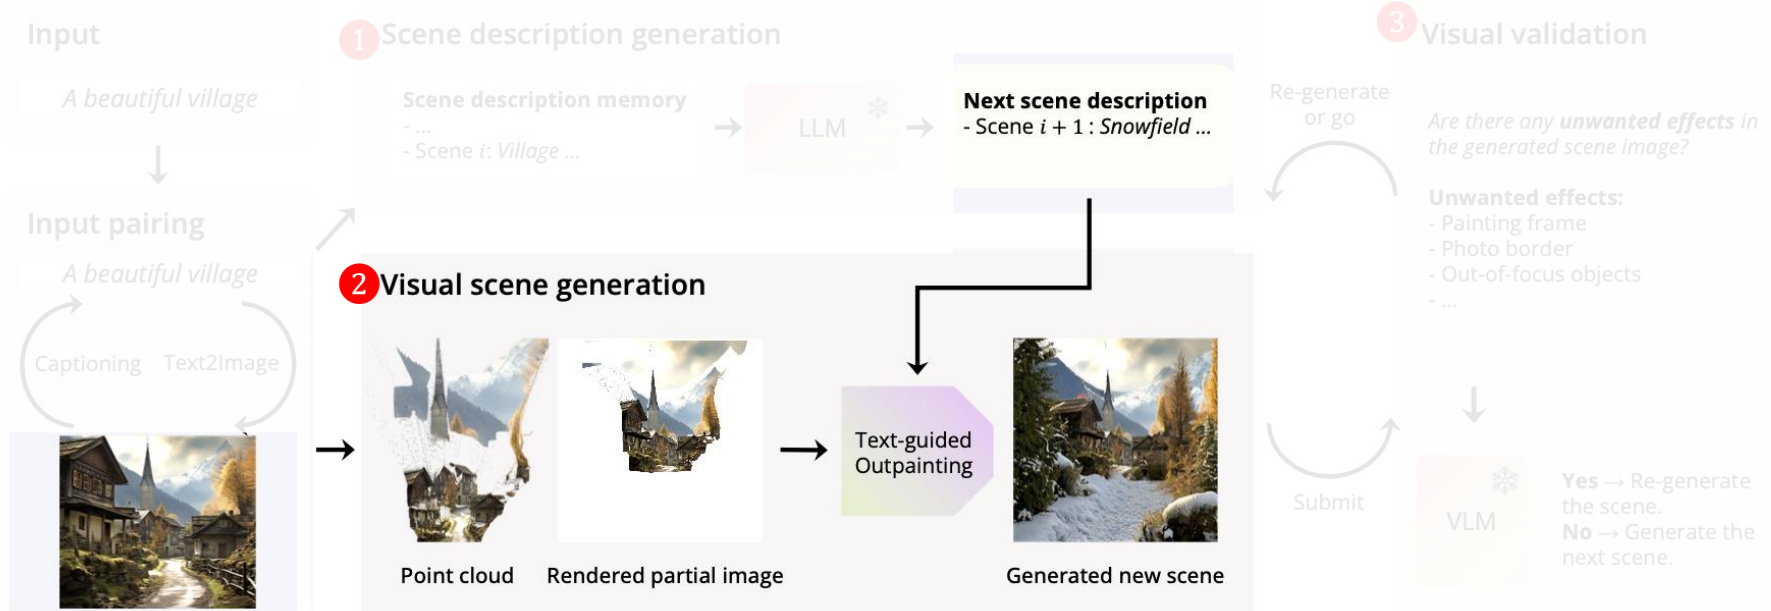 Input
A beautiful village
Input pairing
A beautiful village
Captioning
Text2Image
1 Scene description generation
Scene description memory
- ...
- Scene i: Village ...
LLM
Next scene description
- Scene i + 1 : Snowfield ...
2 Visual scene generation
Text-guided
Outpainting
Point cloud
Rendered partial image
Generated new scene
Re-generate
or go
Submit
3 Visual validation
Are there any unwanted effects in
the generated scene image?
Unwanted effects:
- Painting frame
- Photo border
- Out-of-focus objects
- ...
VLM
Yes → Re-generate
the scene.
No → Generate the
next scene.